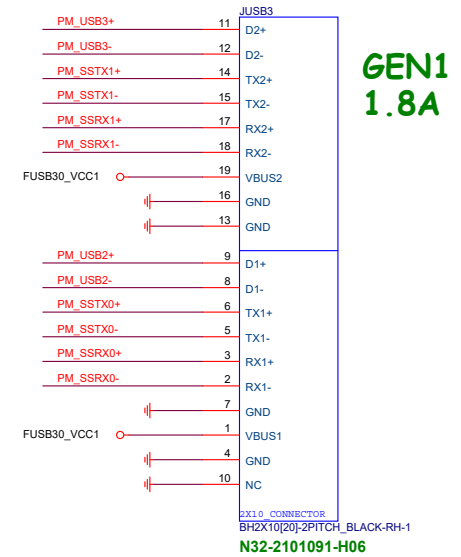 JUSB3
PM_USB3+ 11 D2+
PM_USB3- 12 D2-
PM_SSTX1+ 14 TX2+
PM_SSTX1- 15 TX2-
PM_SSRX1+ 17 RX2+
PM_SSRX1- 18 RX2-
FUSB30_VCC1 19 VBUS2
16 GND
13 GND
GEN1
1.8A
PM_USB2+ 9 D1+
PM_USB2- 8 D1-
PM_SSTX0+ 6 TX1+
PM_SSTX0- 5 TX1-
PM_SSRX0+ 3 RX1+
PM_SSRX0- 2 RX1-
7 GND
FUSB30_VCC1 1 VBUS1
4 GND
10 NC
2X10_CONNECTOR
BH2X10[20]-2PITCH_BLACK-RH-1
N32-2101091-H06